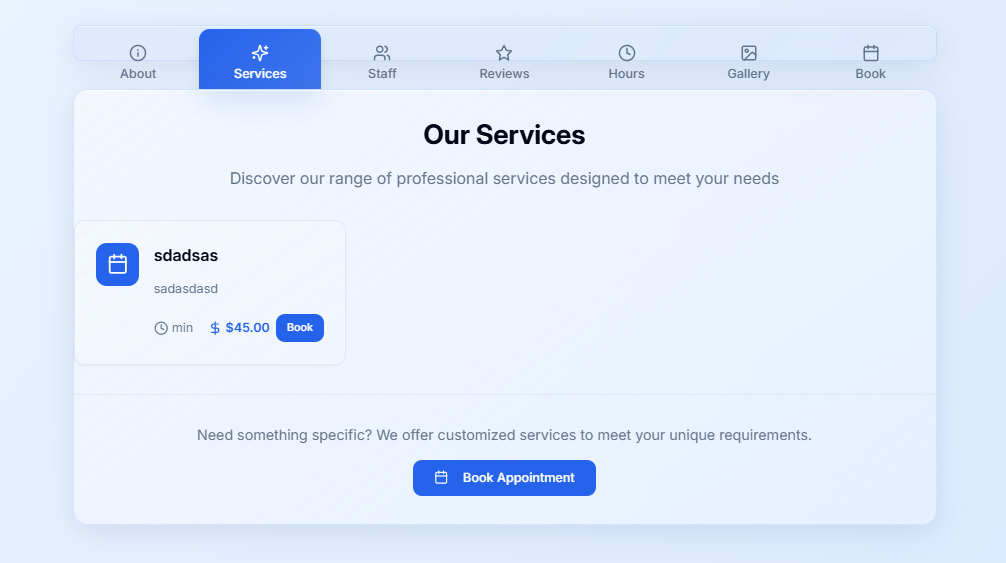 About
Services
Staff
Reviews
Hours
Gallery
Book
Our Services
Discover our range of professional services designed to meet your needs
sdadsas
sadasdasd
min $ $45.00 Book
Need something specific? We offer customized services to meet your unique requirements.
Book Appointment